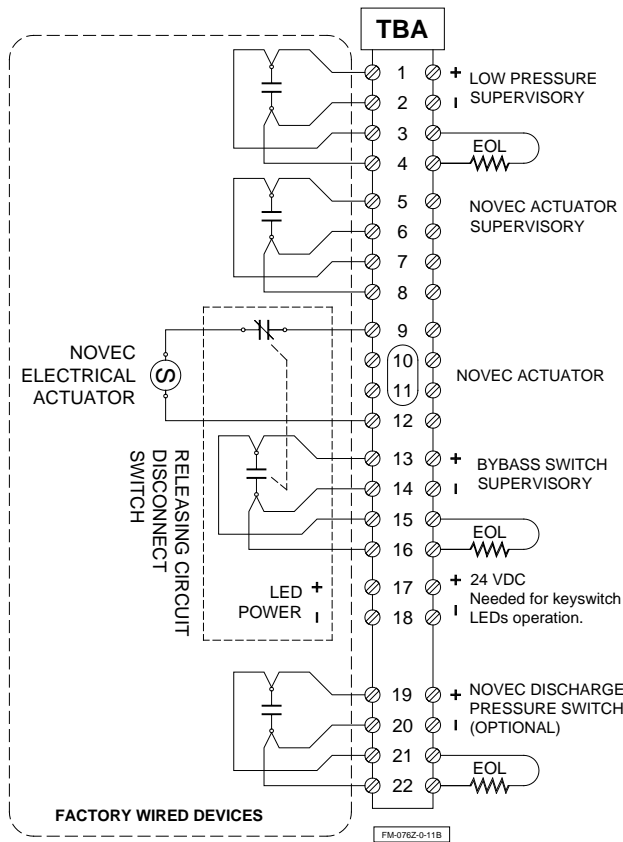 TBA
1
+ LOW PRESSURE
2
- SUPERVISORY
3
EOL
4
5
NOVEC ACTUATOR
SUPERVISORY
6
7
8
9
NOVEC
ELECTRICAL
ACTUATOR
S
10
11
NOVEC ACTUATOR
12
RELEASING CIRCUIT
DISCONNECT
SWITCH
13
+ BYBASS SWITCH
14
- SUPERVISORY
15
EOL
16
LED +
POWER -
17
+ 24 VDC
Needed for keyswitch
18
- LEDs operation.
19
+ NOVEC DISCHARGE
PRESSURE SWITCH
20
- (OPTIONAL)
21
EOL
22
FACTORY WIRED DEVICES
FM-076Z-0-11B